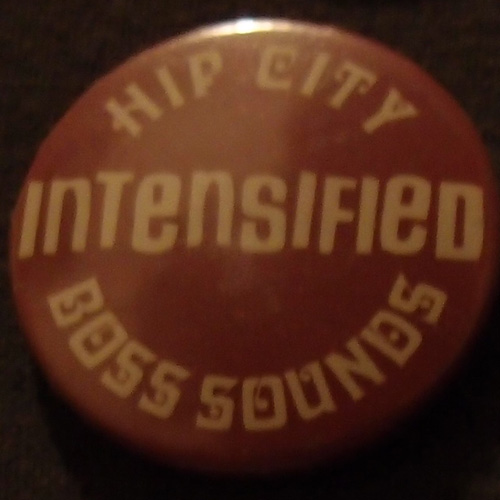 HIP CITY
INTENSIFIED
BOSS SOUNDS